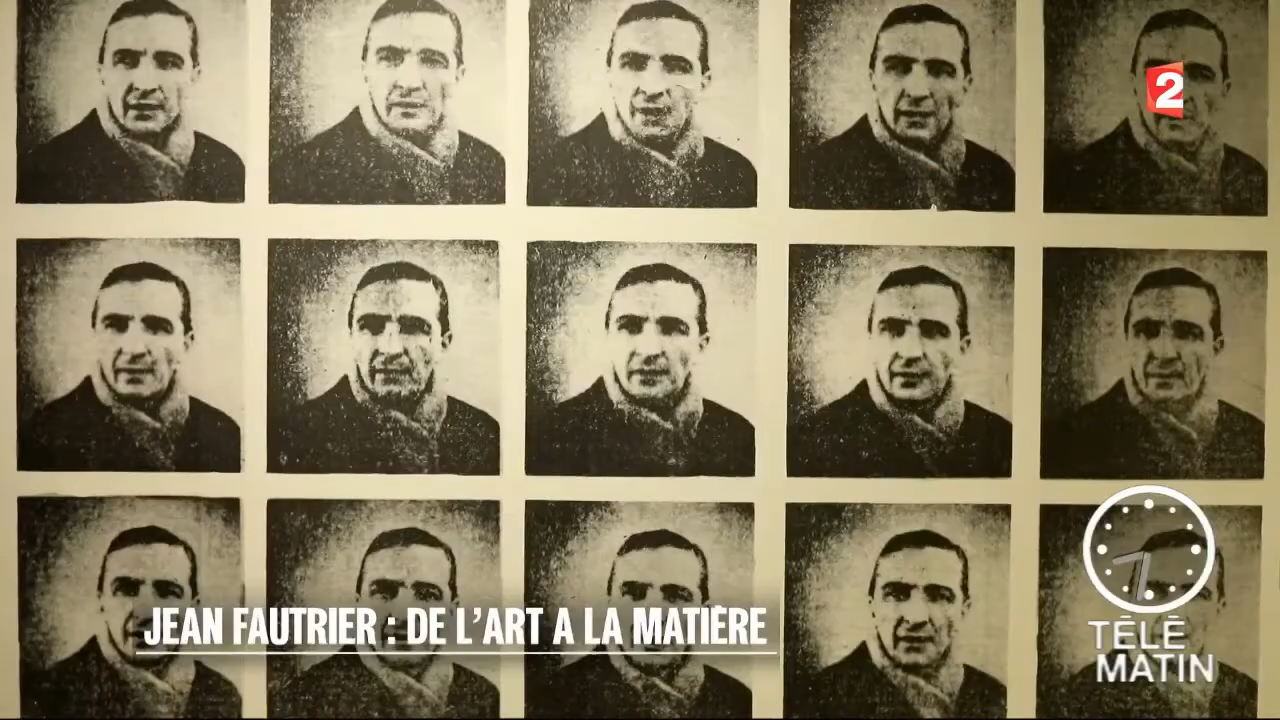 2
JEAN FAUTRIER : DE L'ART A LA MATIÈRE
TÉLÉ
MATIN